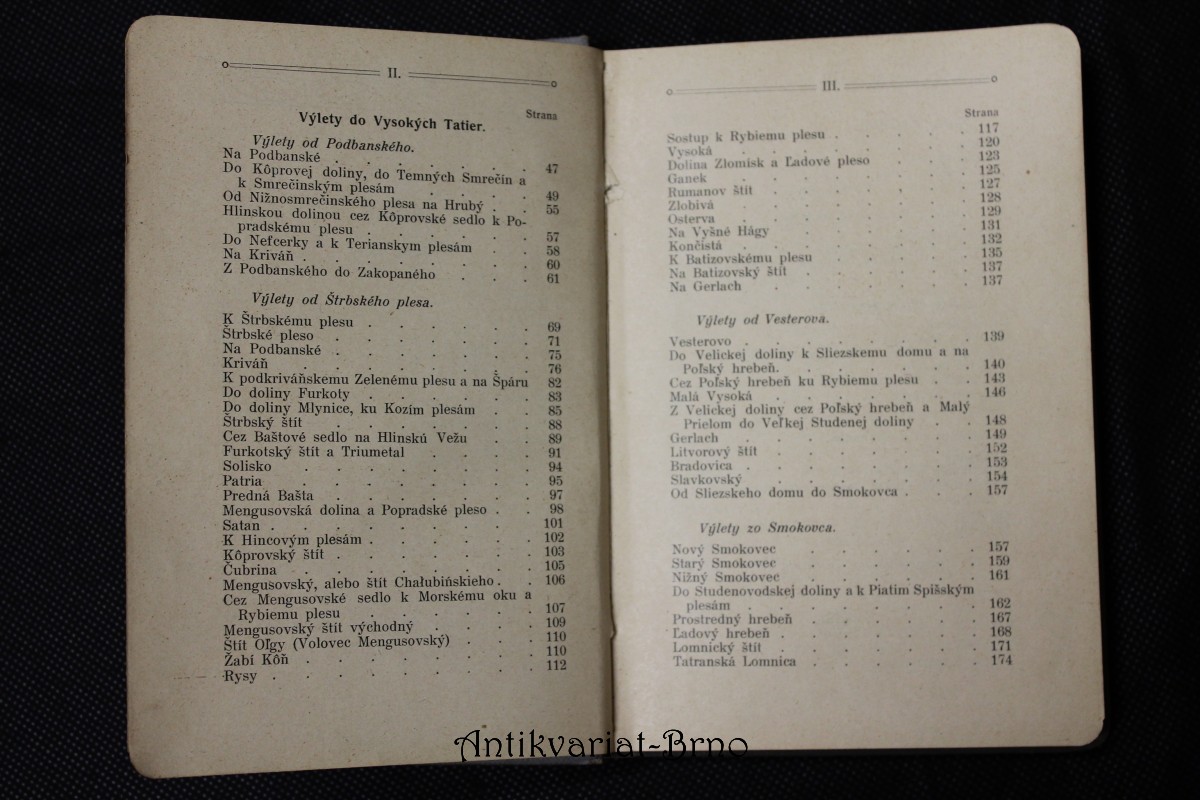 II.
Strana
Výlety do Vysokých Tatier.
Výlety od Podbanského.
Na Podbanské . . . . . . . 47
Do Kôprovej doliny, do Temných Smrečín a
k Smrečinským plesám . . . 49
Od Nižnosmrečinského plesa na Hrubý . . 55
Hlinskou dolinou cez Kôprovské sedlo k Po-
pradskému plesu . . . . . . 57
Do Nefcerky a k Terianskym plesám . . 58
Na Kriváň . . . . . . . . 60
Z Podbanského do Zakopaného . . . 61
Výlety od Štrbského plesa.
K Štrbskému plesu . . . . . . 69
Štrbské pleso . . . . . . . 71
Na Podbanské . . . . . . . 75
Kriváň . . . . . . . 76
K podkriváňskemu Zelenému plesu a na Špáru 82
Do doliny Furkoty . . . . . 83
Do doliny Mlynice, ku Kozím plesám . . 85
Štrbský štít . . . . . . 88
Cez Baštové sedlo na Hlinskú Vežu . . 89
Furkotský štít a Triumetal . . . . 91
Solisko . . . . . . . . 94
Patria . . . . . . . . 95
Predná Bašta . . . . . . 97
Mengusovská dolina a Popradské pleso . . 98
Satan . . . . . . . . 101
K Hincovým plesám . . . . . . 102
Kôprovský štít . . . . . . . 103
Čubrina . . . . . . . . 105
Mengusovský, alebo štít Chałubińskieho . . 106
Cez Mengusovské sedlo k Morskému oku a
Rybiemu plesu . . . . . . 107
Mengusovský štít východný . . . . 109
Štít Oľgy (Volovec Mengusovský) . . . 110
Žabí Kôň . . . . . . . 110
Rysy . . . . . . . . 112
III.
Strana
Sostup k Rybiemu plesu . . . . . 117
Vysoká . . . . . . . . 120
Dolina Zlomisk a Ľadové pleso . . . 123
Ganek . . . . . . . . 125
Rumanov štít . . . . . . 127
Zlobivá . . . . . . . 128
Osterva . . . . . . . . 129
Na Vyšné Hágy . . . . . 131
Končistá . . . . . . . 132
K Batizovskému plesu . . . . 135
Na Batizovský štít . . . . . 137
Na Gerlach . . . . . . 137
Výlety od Vesterova.
Vesterovo . . . . . . . . 139
Do Velickej doliny k Sliezskemu domu a na
Poľský hrebeň . . . . . . 140
Cez Poľský hrebeň ku Rybiemu plesu . . 143
Malá Vysoká . . . . . . . 146
Z Velickej doliny cez Poľský hrebeň a Malý
Prielom do Veľkej Studenej doliny . . 148
Gerlach . . . . . . . . 149
Litvorový štít . . . . . . 152
Bradovica . . . . . . . . 153
Slavkovský . . . . . . . 154
Od Sliezskeho domu do Smokovca . . . 157
Výlety zo Smokovca.
Nový Smokovec . . . . . . 157
Starý Smokovec . . . . . . 159
Nižný Smokovec . . . . . . 161
Do Studenovodskej doliny a k Piatim Spišským
plesám . . . . . . . . 162
Prostredný hrebeň . . . . . . 167
Ľadový hrebeň . . . . . . . 168
Lomnický štít . . . . . . . 171
Tatranská Lomnica . . . . . . 174
Antikvariat-Brno